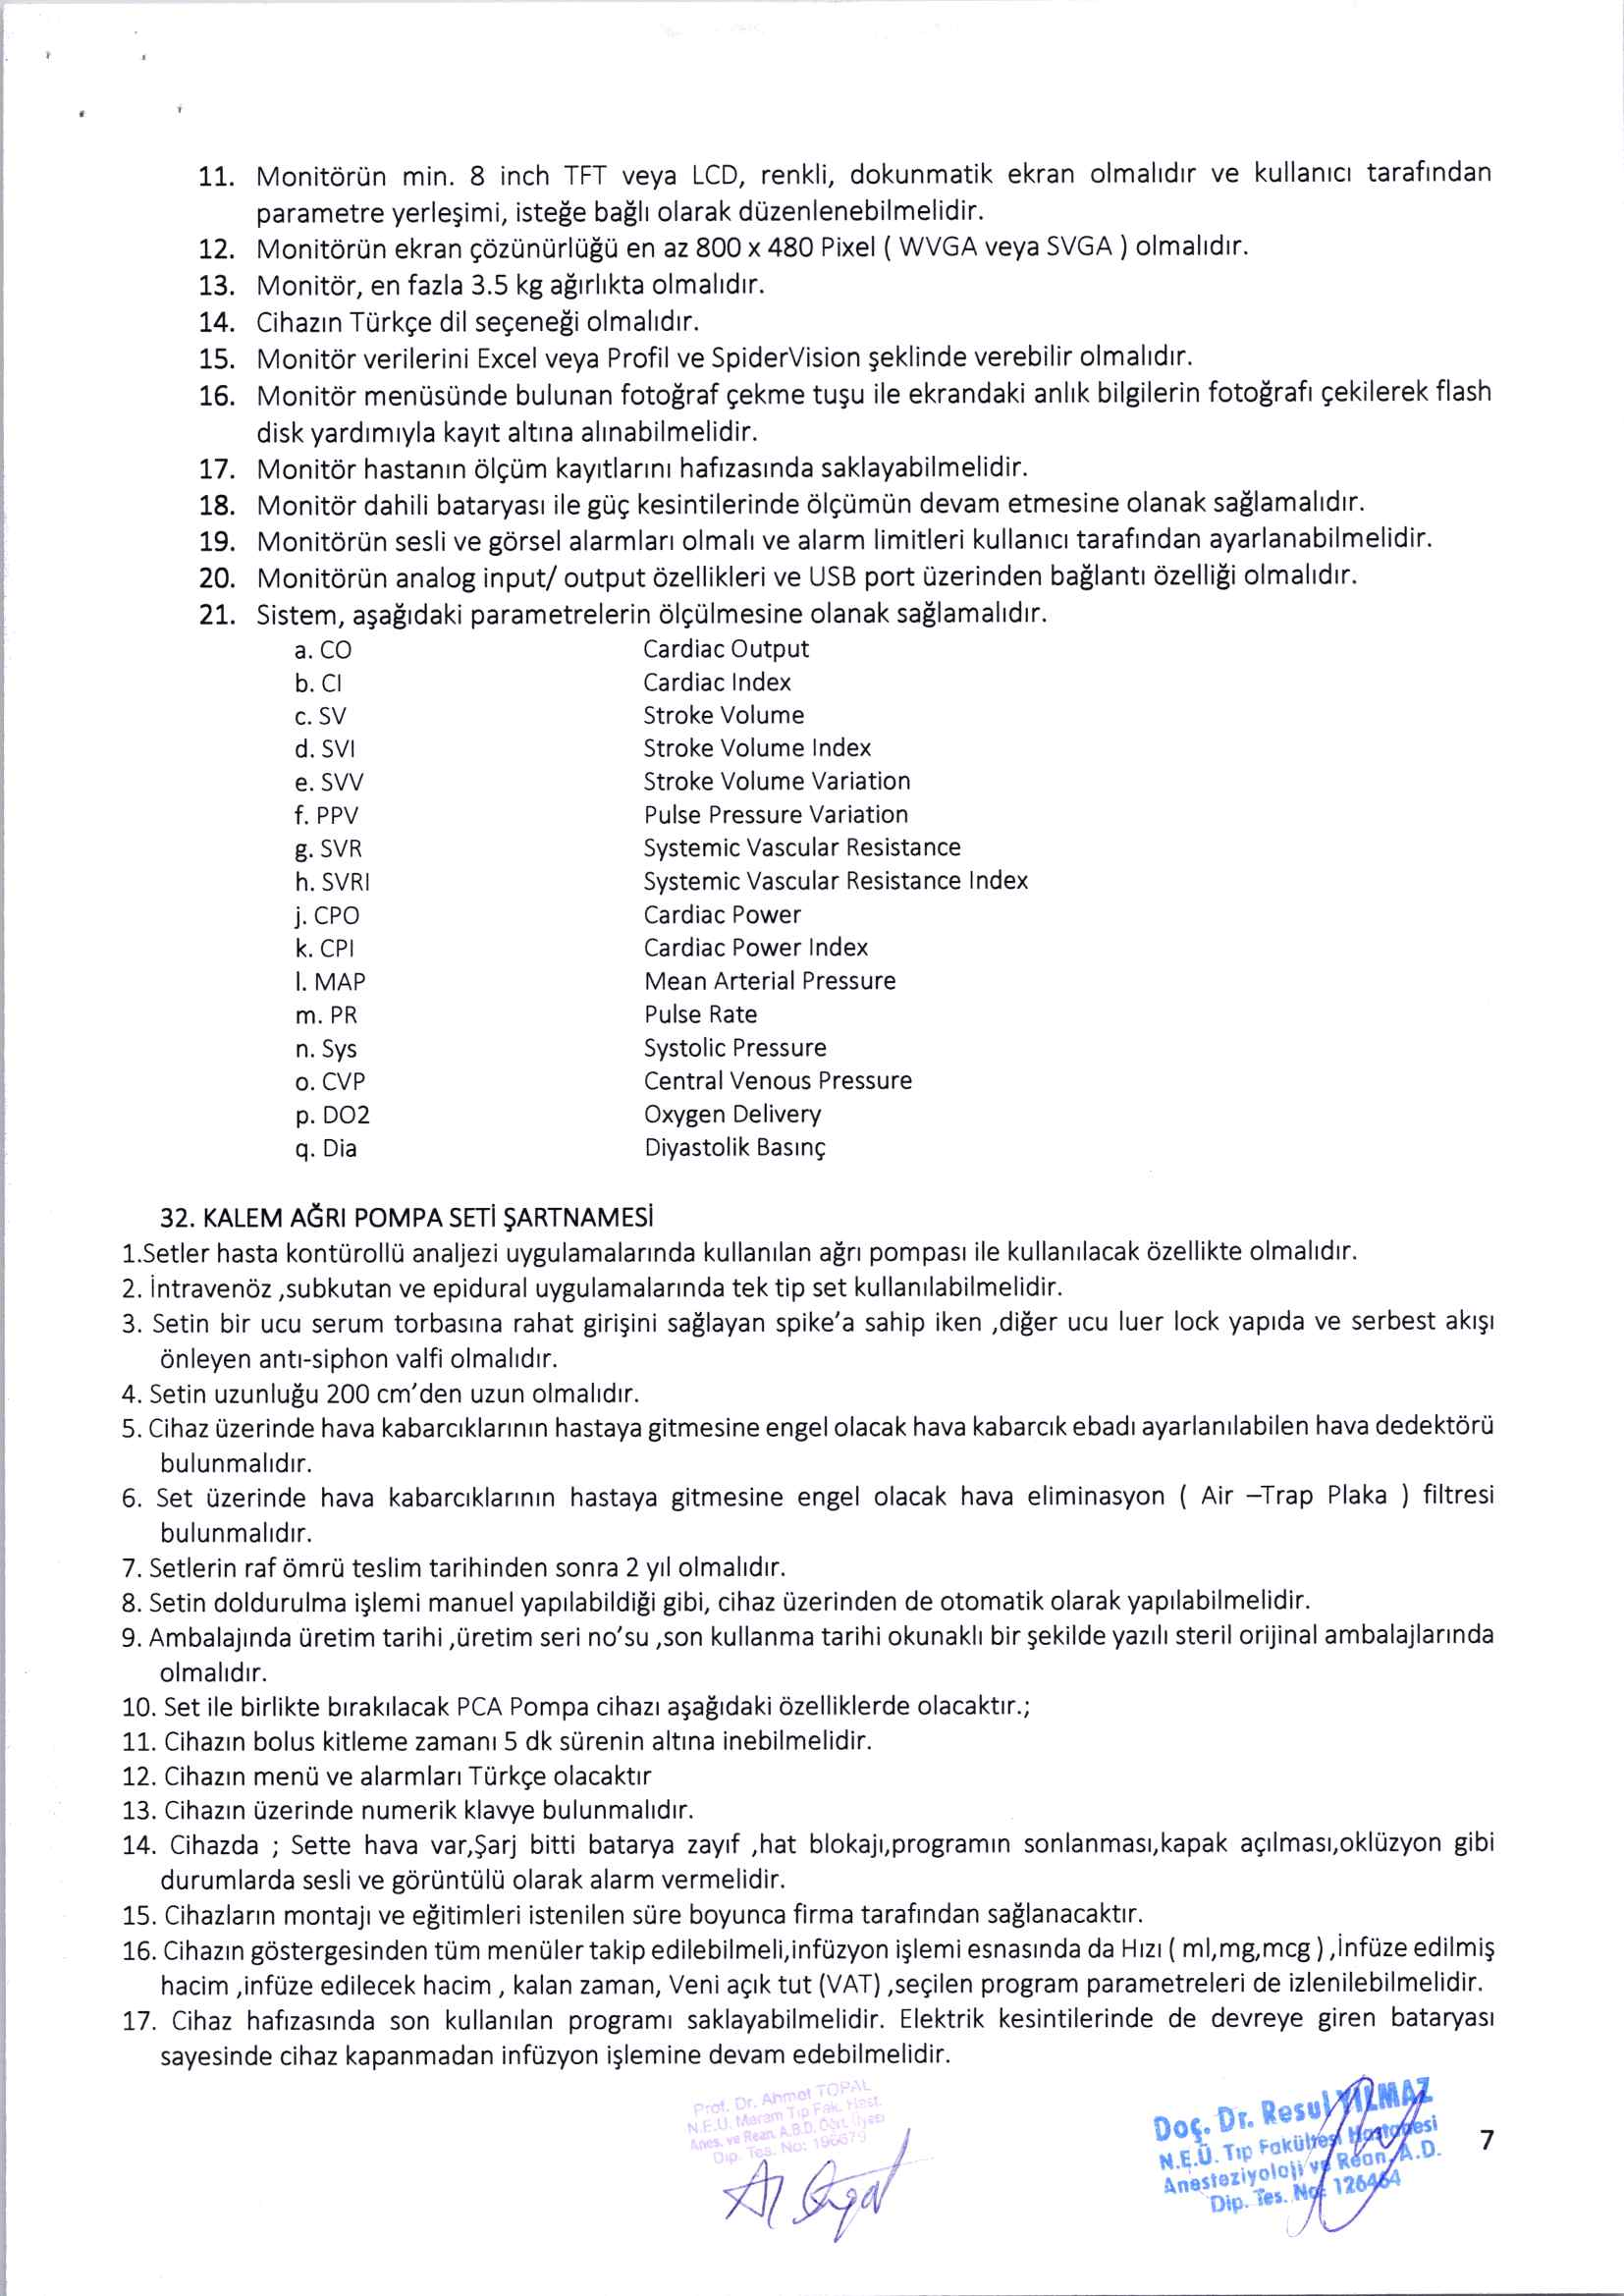 11. Monitörün min. 8 inch TFT veya LCD, renkli, dokunmatik ekran olmalıdır ve kullanıcı tarafından
parametre yerleşimi, isteğe bağlı olarak düzenlenebilmelidir.
12. Monitörün ekran çözünürlüğü en az 800 x 480 Pixel ( WVGA veya SVGA ) olmalıdır.
13. Monitör, en fazla 3.5 kg ağırlıkta olmalıdır.
14. Cihazın Türkçe dil seçeneği olmalıdır.
15. Monitör verilerini Excel veya Profil ve SpiderVision şeklinde verebilir olmalıdır.
16. Monitör menüsünde bulunan fotoğraf çekme tuşu ile ekrandaki anlık bilgilerin fotoğrafı çekilerek flash
disk yardımıyla kayıt altına alınabilmelidir.
17. Monitör hastanın ölçüm kayıtlarını hafızasında saklayabilmelidir.
18. Monitör dahili bataryası ile güç kesintilerinde ölçümün devam etmesine olanak sağlamalıdır.
19. Monitörün sesli ve görsel alarmları olmalı ve alarm limitleri kullanıcı tarafından ayarlanabilmelidir.
20. Monitörün analog input/ output özellikleri ve USB port üzerinden bağlantı özelliği olmalıdır.
21. Sistem, aşağıdaki parametrelerin ölçülmesine olanak sağlamalıdır.
a. CO Cardiac Output
b. CI Cardiac Index
c. SV Stroke Volume
d. SVI Stroke Volume Index
e. SVV Stroke Volume Variation
f. PPV Pulse Pressure Variation
g. SVR Systemic Vascular Resistance
h. SVRI Systemic Vascular Resistance Index
j. CPO Cardiac Power
k. CPI Cardiac Power Index
l. MAP Mean Arterial Pressure
m. PR Pulse Rate
n. Sys Systolic Pressure
o. CVP Central Venous Pressure
p. DO2 Oxygen Delivery
q. Dia Diyastolik Basınç
32. KALEM AĞRI POMPA SETİ ŞARTNAMESİ
1.Setler hasta kontürollü analjezi uygulamalarında kullanılan ağrı pompası ile kullanılacak özellikte olmalıdır.
2. İntravenöz ,subkutan ve epidural uygulamalarında tek tip set kullanılabilmelidir.
3. Setin bir ucu serum torbasına rahat girişini sağlayan spike’a sahip iken ,diğer ucu luer lock yapıda ve serbest akışı
önleyen antı-siphon valfi olmalıdır.
4. Setin uzunluğu 200 cm’den uzun olmalıdır.
5. Cihaz üzerinde hava kabarcıklarının hastaya gitmesine engel olacak hava kabarcık ebadı ayarlanılabilen hava dedektörü
bulunmalıdır.
6. Set üzerinde hava kabarcıklarının hastaya gitmesine engel olacak hava eliminasyon ( Air –Trap Plaka ) filtresi
bulunmalıdır.
7. Setlerin raf ömrü teslim tarihinden sonra 2 yıl olmalıdır.
8. Setin doldurulma işlemi manuel yapılabildiği gibi, cihaz üzerinden de otomatik olarak yapılabilmelidir.
9. Ambalajında üretim tarihi ,üretim seri no’su ,son kullanma tarihi okunaklı bir şekilde yazılı steril orijinal ambalajlarında
olmalıdır.
10. Set ile birlikte bırakılacak PCA Pompa cihazı aşağıdaki özelliklerde olacaktır.;
11. Cihazın bolus kitleme zamanı 5 dk sürenin altına inebilmelidir.
12. Cihazın menü ve alarmları Türkçe olacaktır
13. Cihazın üzerinde numerik klavye bulunmalıdır.
14. Cihazda ; Sette hava var,Şarj bitti batarya zayıf ,hat blokajı,programın sonlanması,kapak açılması,oklüzyon gibi
durumlarda sesli ve görüntülü olarak alarm vermelidir.
15. Cihazların montajı ve eğitimleri istenilen süre boyunca firma tarafından sağlanacaktır.
16. Cihazın göstergesinden tüm menüler takip edilebilmeli,infüzyon işlemi esnasında da Hızı ( ml,mg,mcg ) ,İnfüze edilmiş
hacim ,infüze edilecek hacim , kalan zaman, Veni açık tut (VAT) ,seçilen program parametreleri de izlenilebilmelidir.
17. Cihaz hafızasında son kullanılan programı saklayabilmelidir. Elektrik kesintilerinde de devreye giren bataryası
sayesinde cihaz kapanmadan infüzyon işlemine devam edebilmelidir.
Prof. Dr. Ahmet TOPAL
N.E.U. Meram Tıp Fak. Hast.
Anes. ve Rean. A.B.D. Öğrt. Üyesi
Dip. Tes. No:
Doç. Dr. Resul YILMAZ
N.E.Ü. Tıp Fakültesi Hastanesi
Anesteziyoloji ve Rean. A.D.
Dip. Tes. No: 126464
7